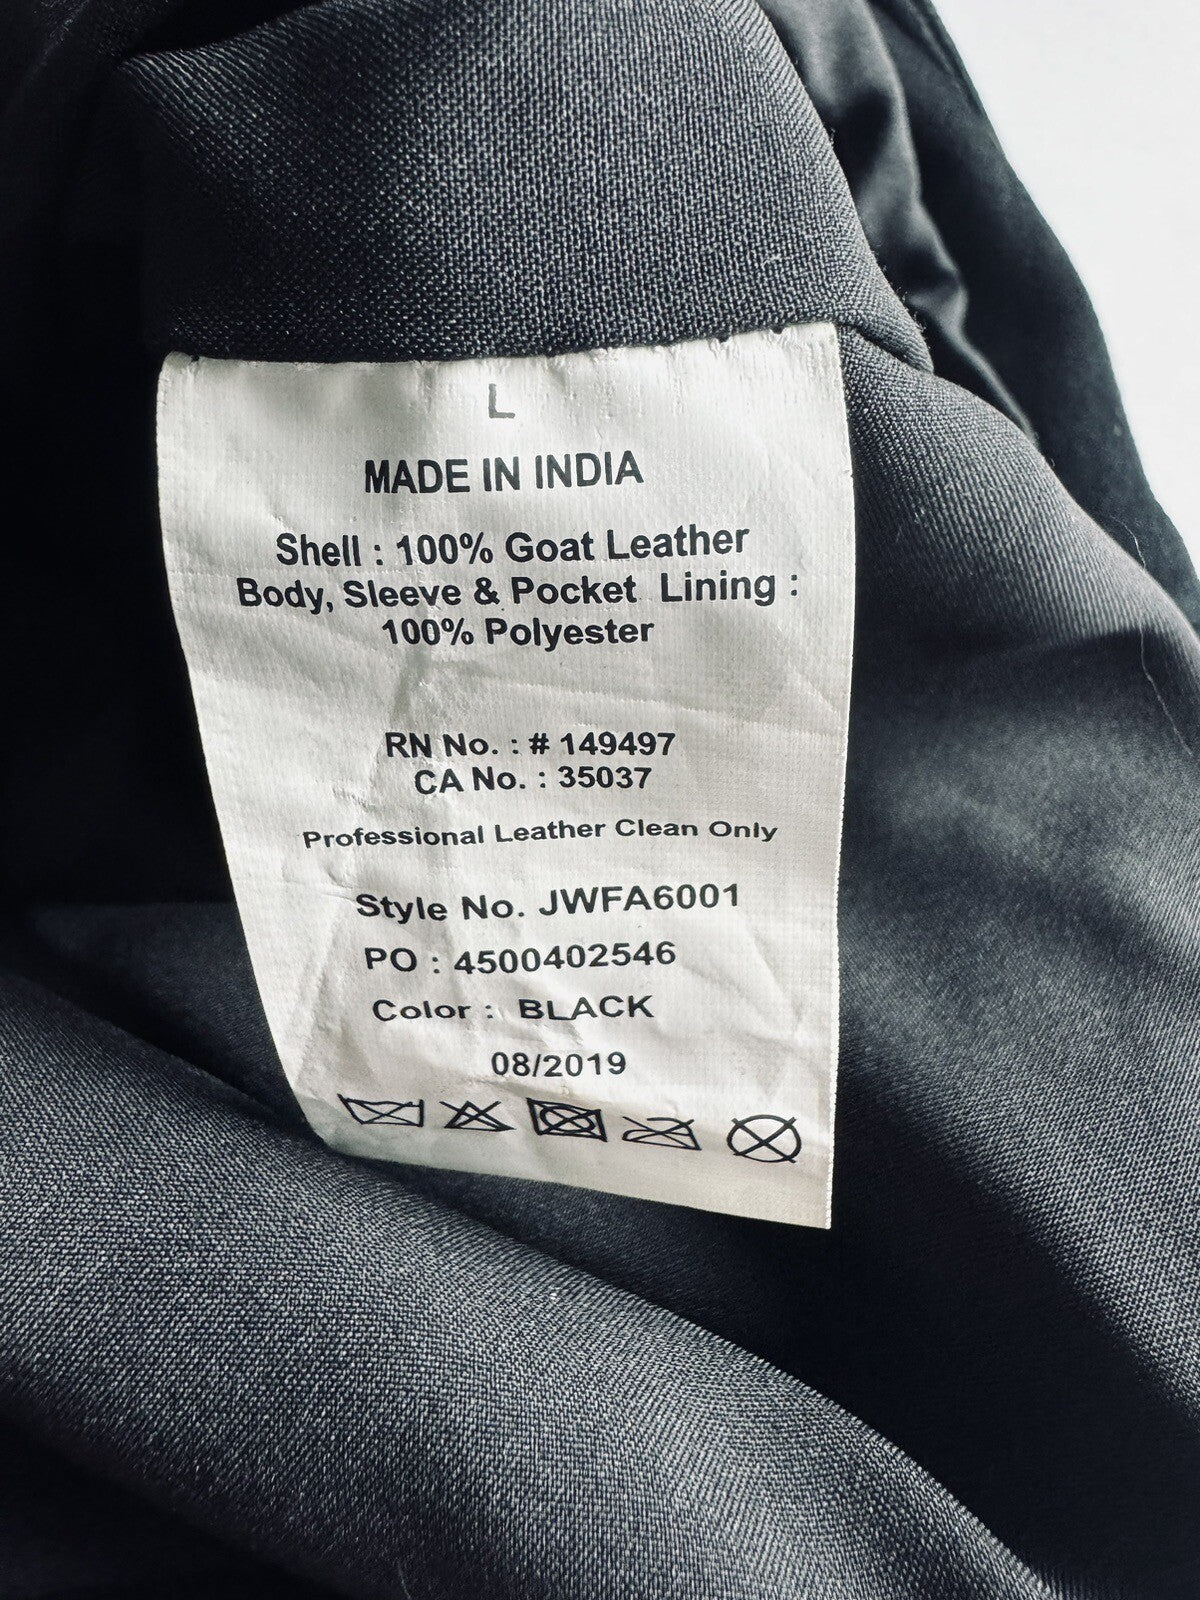 L
MADE IN INDIA
Shell : 100% Goat Leather
Body, Sleeve & Pocket Lining :
100% Polyester
RN No. : # 149497
CA No. : 35037
Professional Leather Clean Only
Style No. JWFA6001
PO : 4500402546
Color : BLACK
08/2019